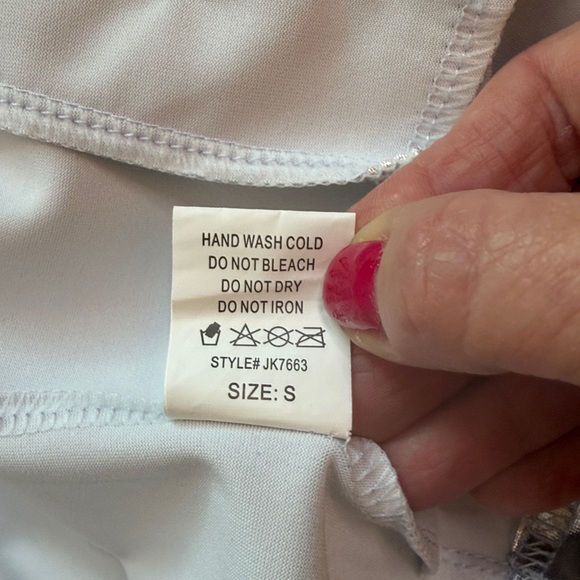 HAND WASH COLD
DO NOT BLEACH
DO NOT DRY
DO NOT IRON
STYLE# JK7663
SIZE: S